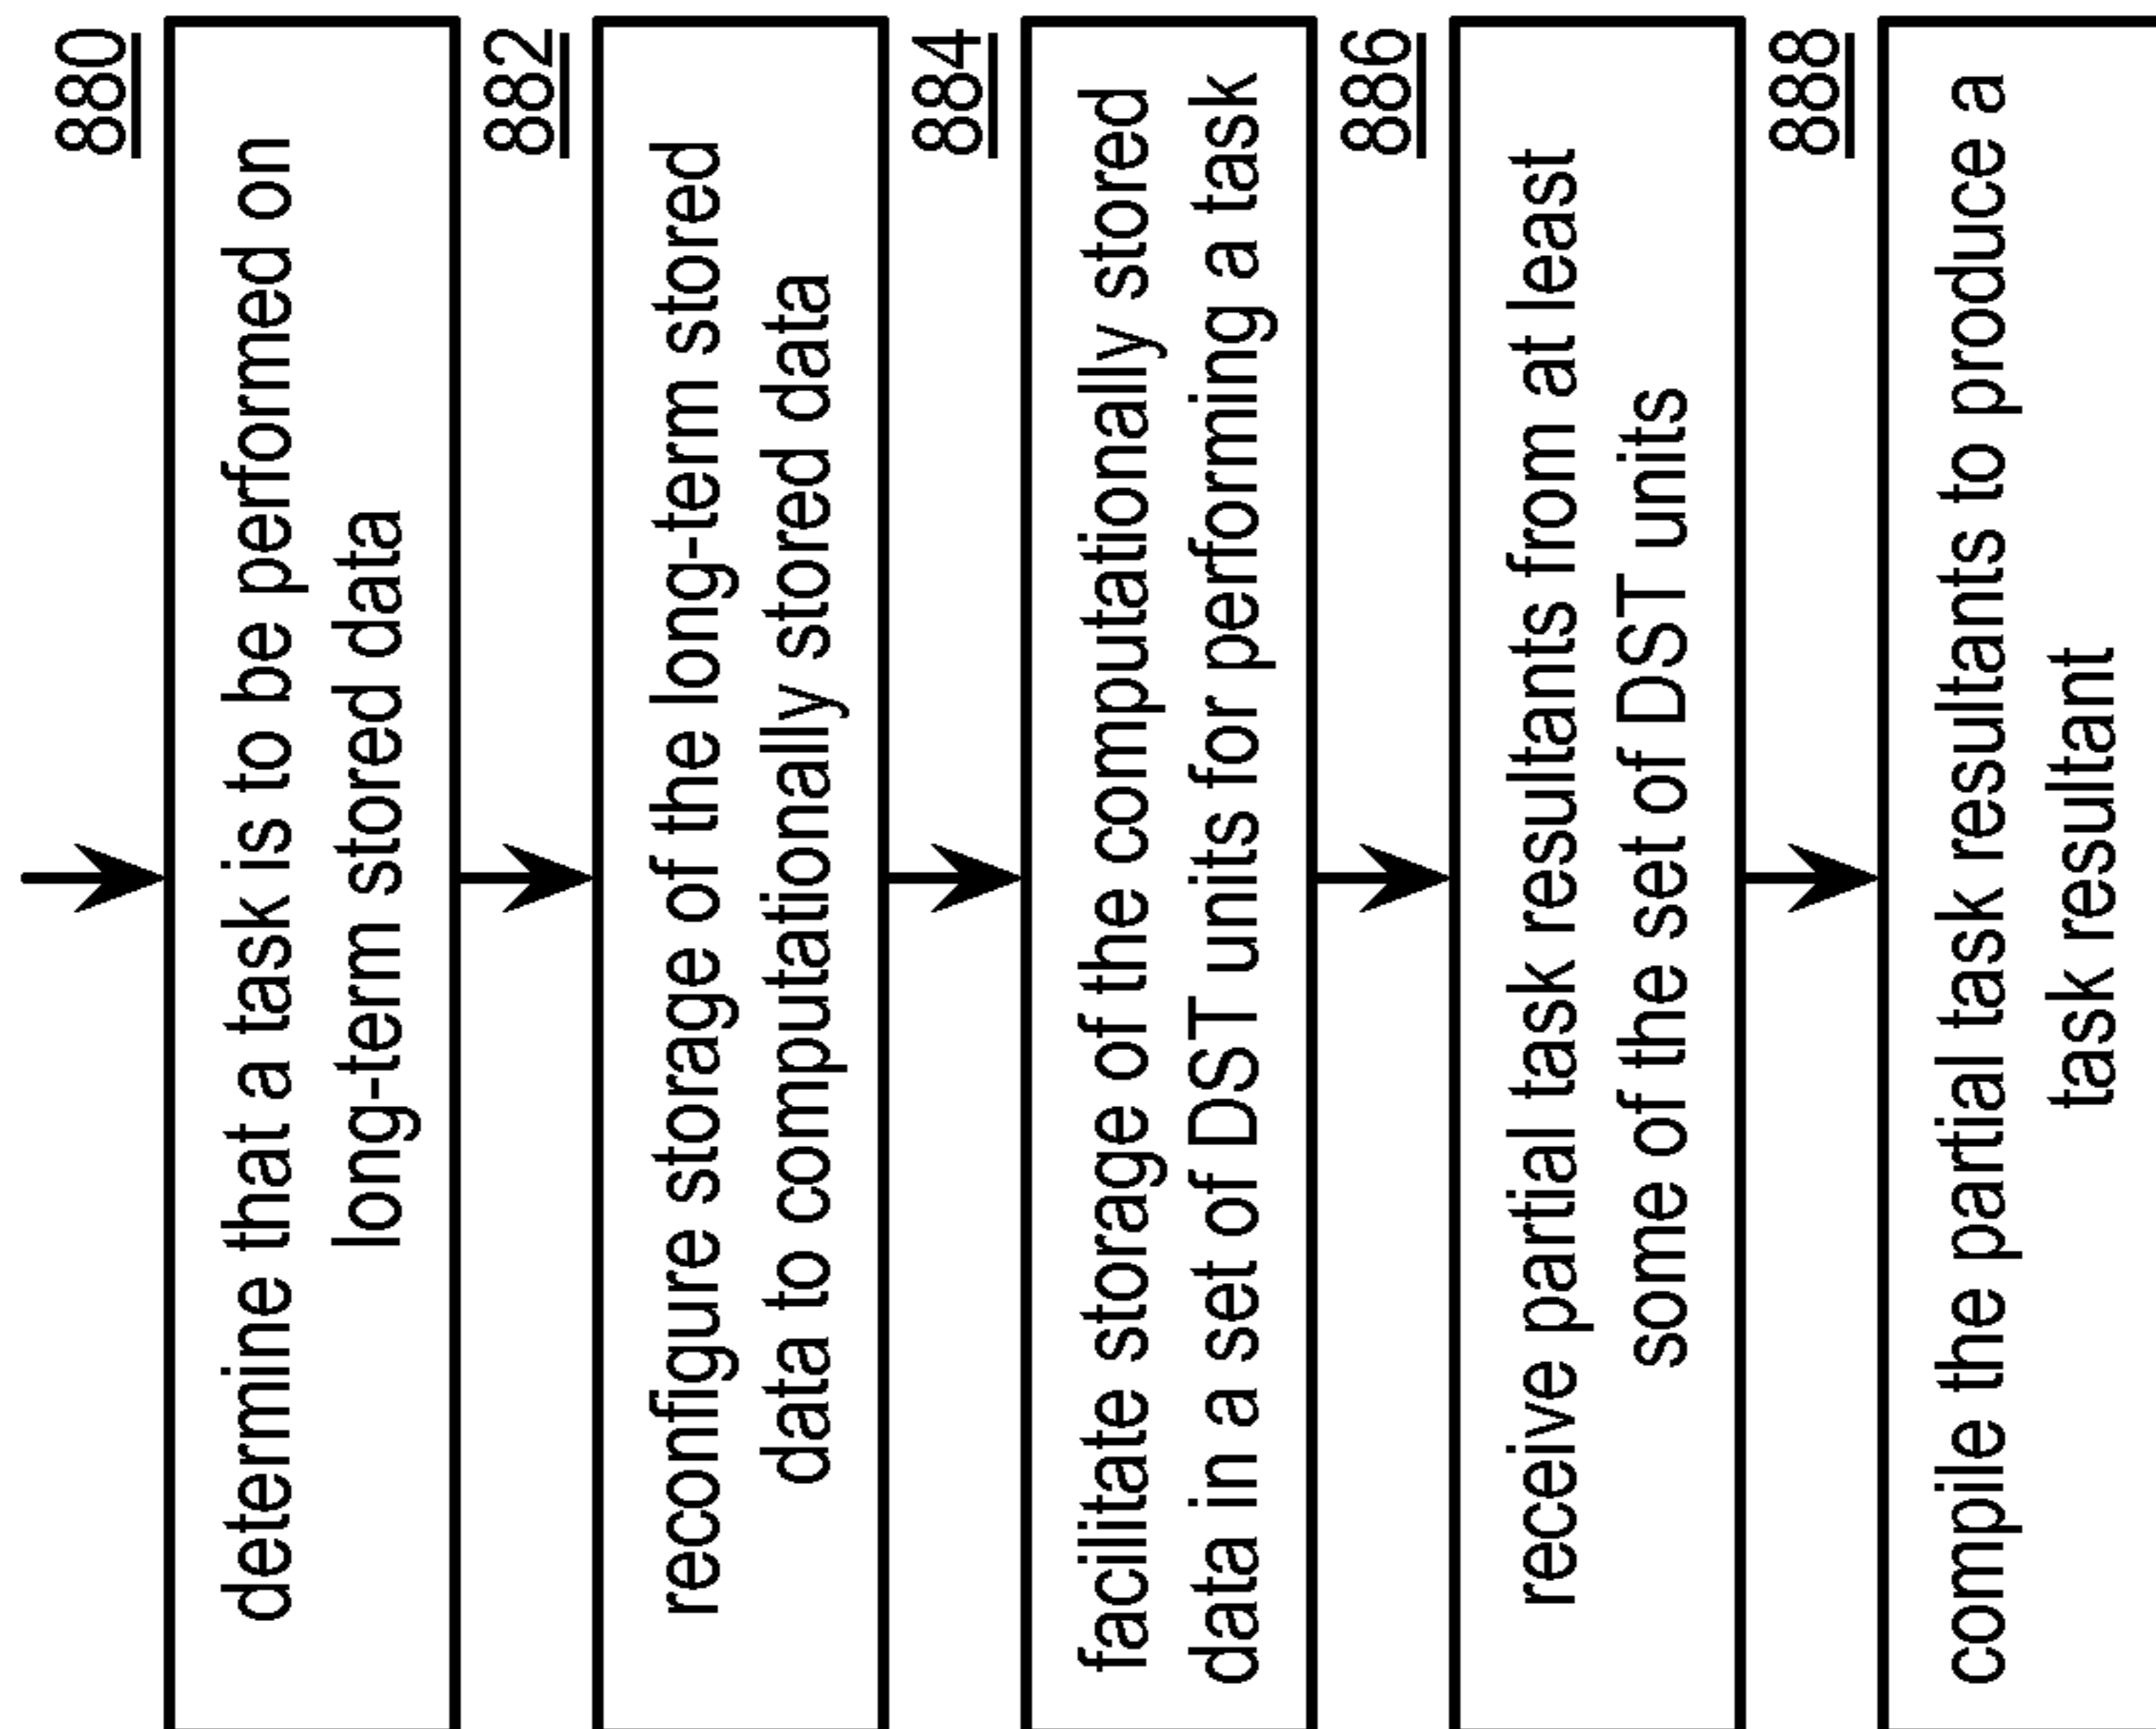 880
determine that a task is to be performed on
long-term stored data
882
reconfigure storage of the long-term stored
data to computationally stored data
884
facilitate storage of the computationally stored
data in a set of DST units for performing a task
886
receive partial task resultants from at least
some of the set of DST units
888
compile the partial task resultants to produce a
task resultant